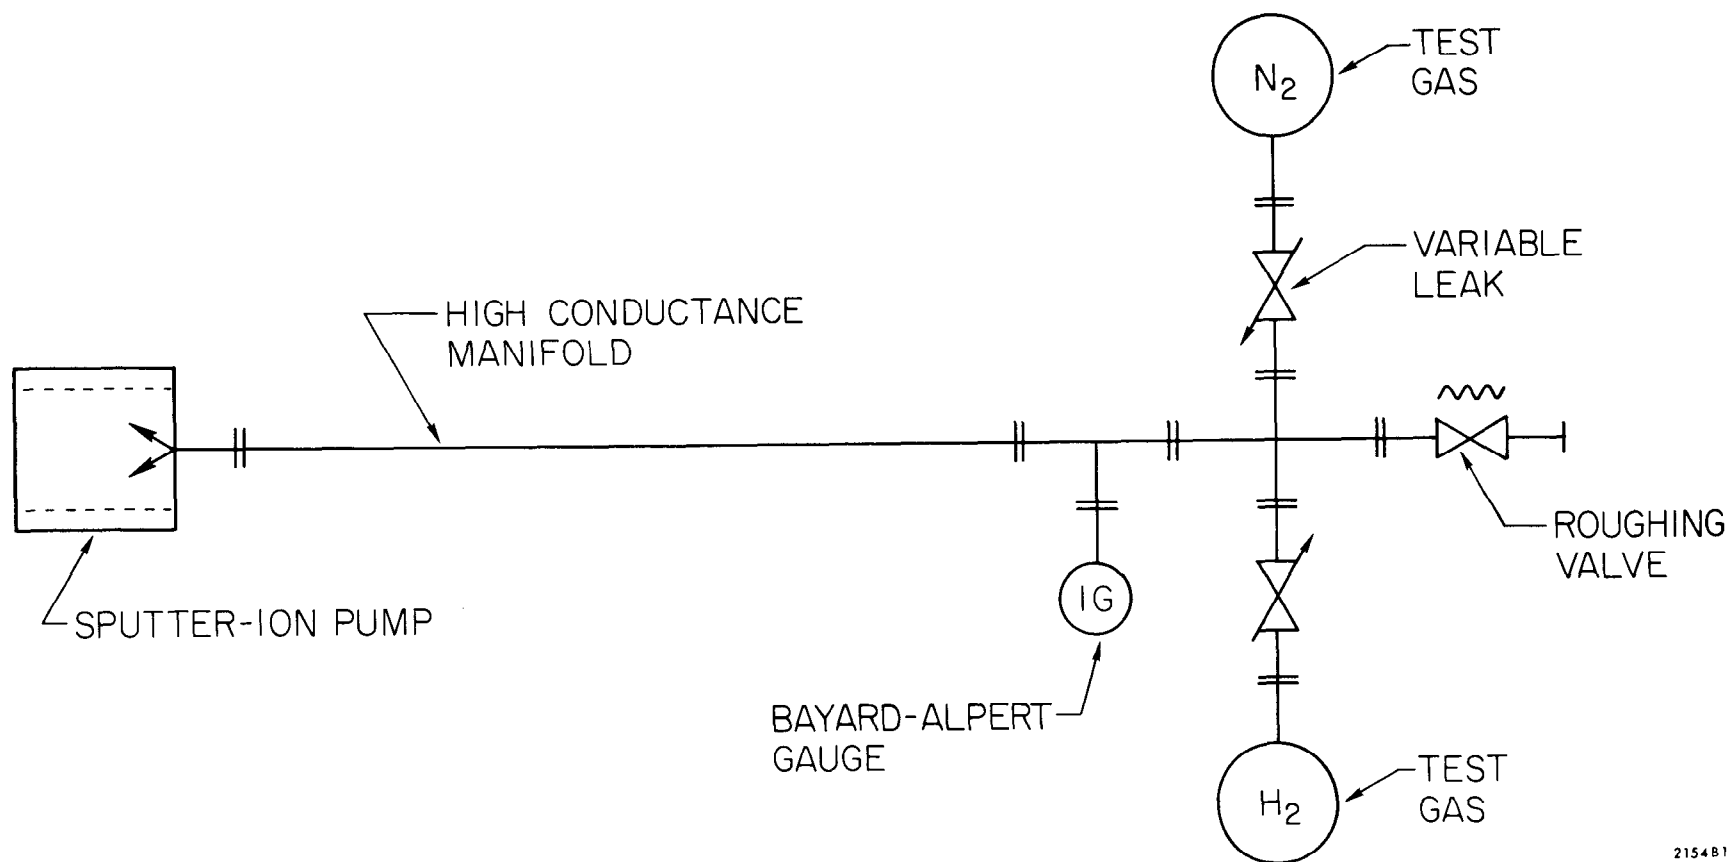 N2
TEST
GAS
VARIABLE
LEAK
HIGH CONDUCTANCE
MANIFOLD
ROUGHING
VALVE
SPUTTER-ION PUMP
IG
BAYARD-ALPERT
GAUGE
TEST
GAS
H2
2154B1